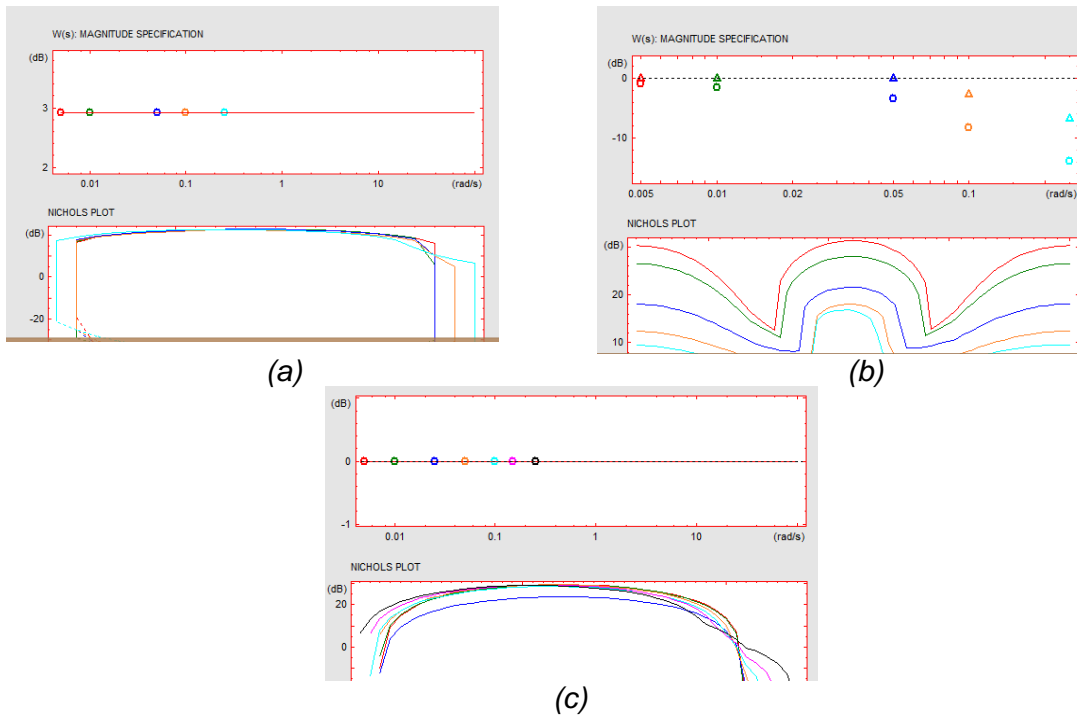 W(s): MAGNITUDE SPECIFICATION
(dB)
3
2
0.01 0.1 1 10 (rad/s)
NICHOLS PLOT
(dB)
0
-20
(a)
W(s): MAGNITUDE SPECIFICATION
(dB)
0
-10
0.005 0.01 0.02 0.05 0.1 (rad/s)
NICHOLS PLOT
(dB)
20
10
(b)
(dB)
0
-1
0.01 0.1 1 10 (rad/s)
NICHOLS PLOT
(dB)
20
0
(c)